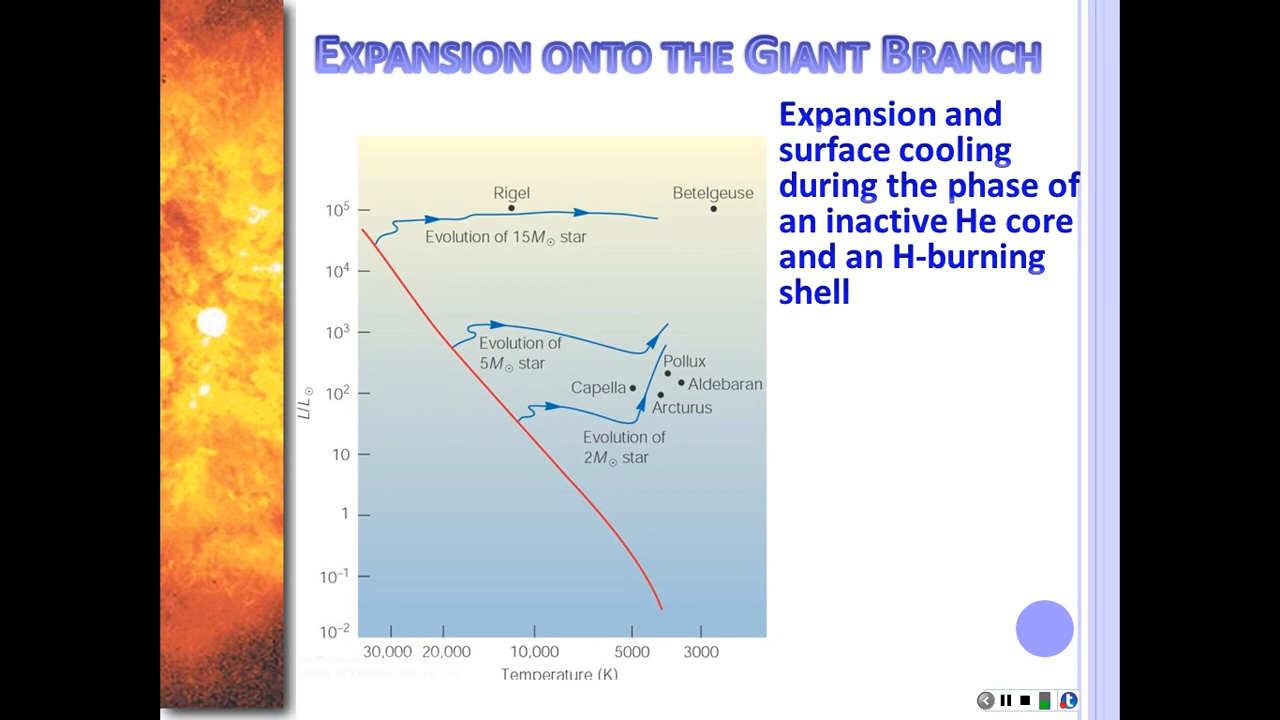 EXPANSION ONTO THE GIANT BRANCH
Expansion and
surface cooling
during the phase of
an inactive He core
and an H-burning
shell
Rigel
Betelgeuse
10⁵
Evolution of 15M☉ star
10⁴
10³
Evolution of
5M☉ star
Pollux
Capella
Aldebaran
10²
Arcturus
L/L☉
Evolution of
2M☉ star
10
1
10⁻¹
10⁻²
30,000 20,000 10,000 5000 3000
Temperature (K)